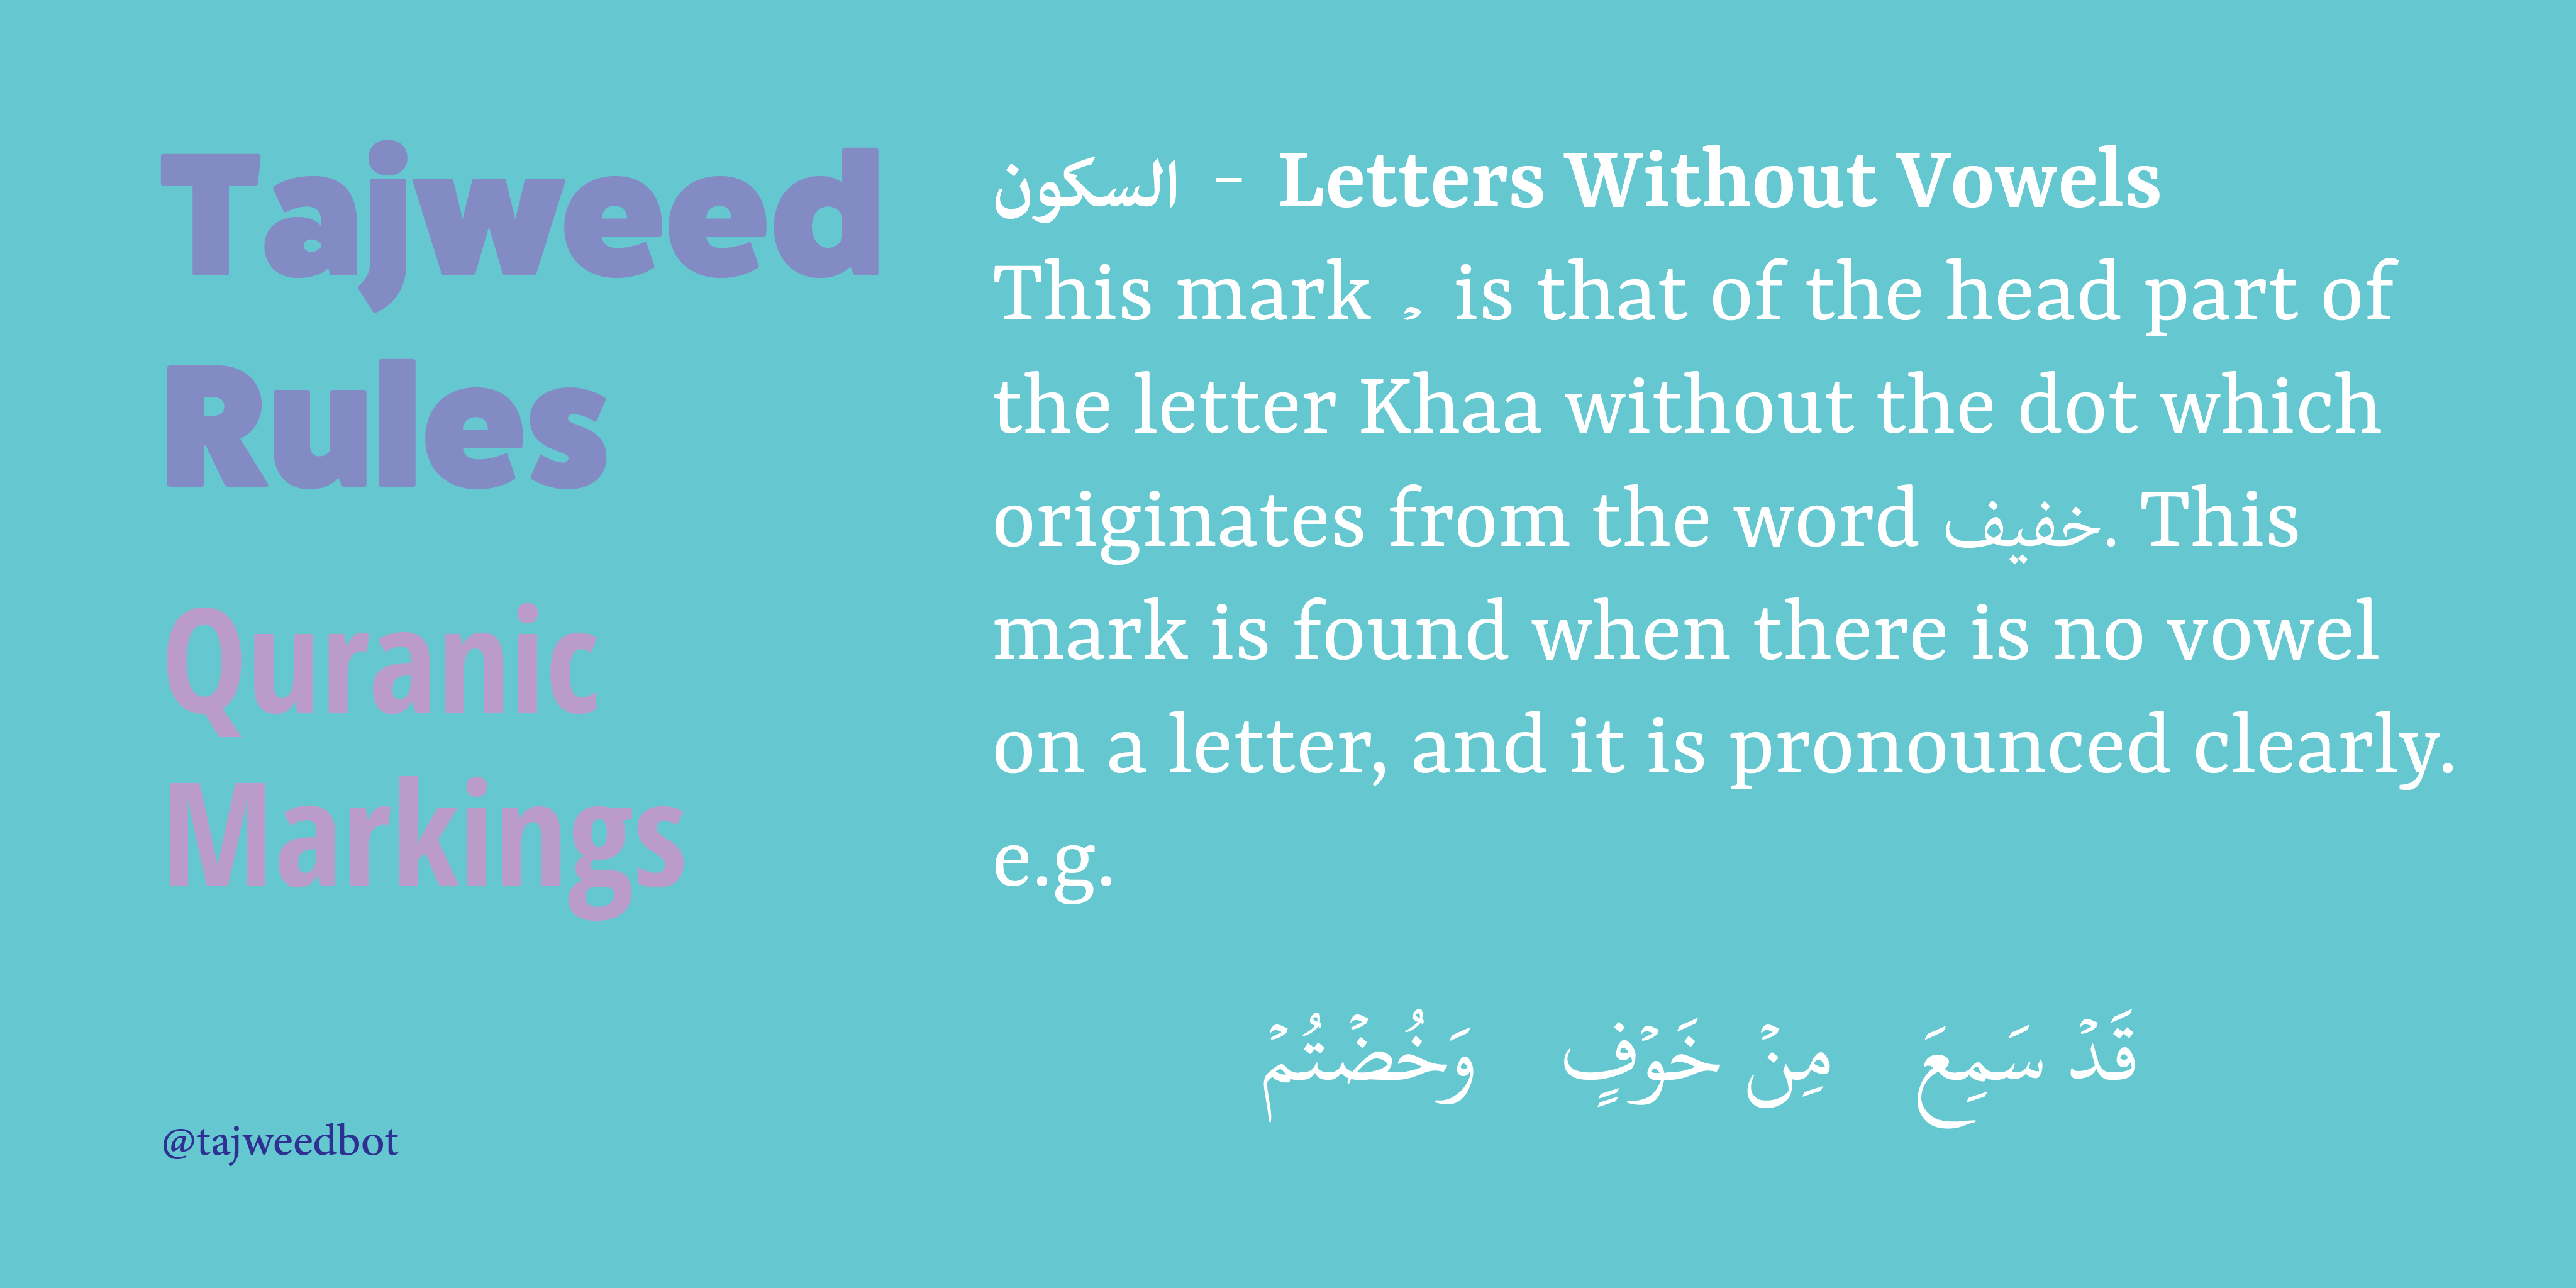 Tajweed
Rules
Quranic
Markings
@tajweedbot
السكون - Letters Without Vowels
This mark ۡ is that of the head part of
the letter Khaa without the dot which
originates from the word خفيف. This
mark is found when there is no vowel
on a letter, and it is pronounced clearly.
e.g.
قَدۡ سَمِعَ مِنۡ خَوۡفٍ وَخُضۡتُمۡ